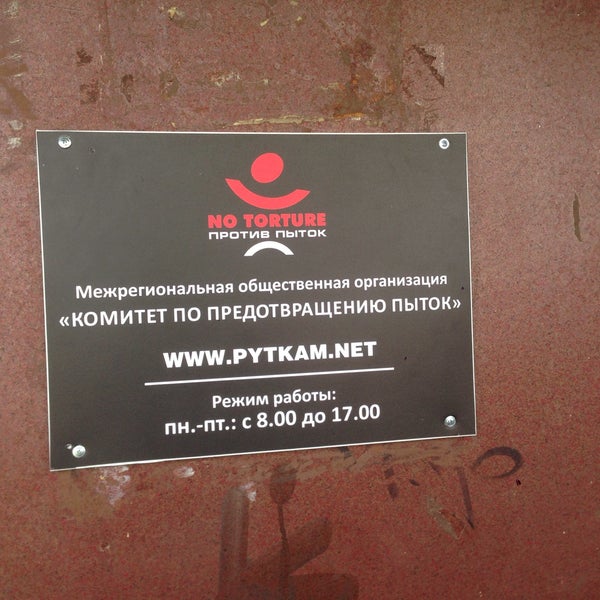 NO TORTURE
ПРОТИВ ПЫТОК
Межрегиональная общественная организация
«КОМИТЕТ ПО ПРЕДОТВРАЩЕНИЮ ПЫТОК»
WWW.PYTKAM.NET
Режим работы:
пн.-пт.: с 8.00 до 17.00